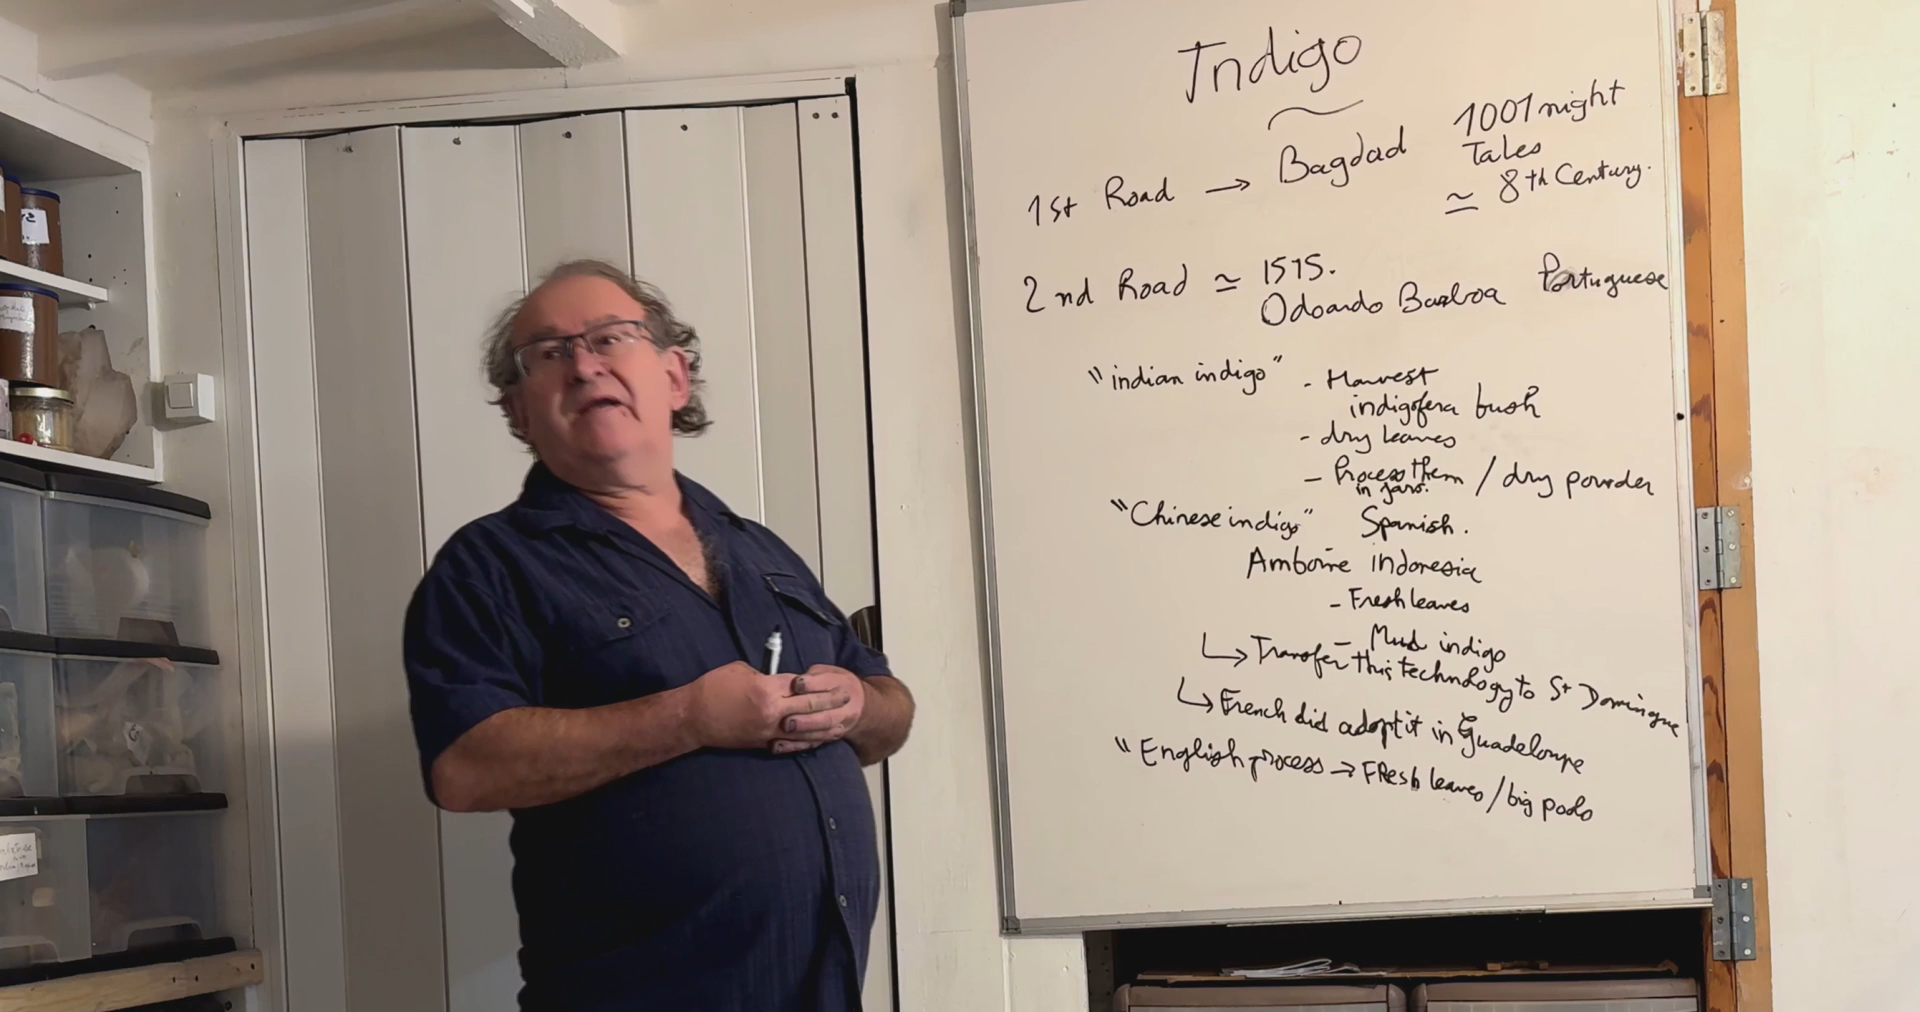 Indigo
1st Road → Bagdad
1001 night
Tales
≃ 8th Century.
2nd Road ≃ 1515.
Odoardo Barboa Portuguese
"indian indigo" - Harvest
indigofera bush
- dry leaves
- Process them / dry powder
in jars.
"Chinese indigo" Spanish.
Amboine indonesia
- Fresh leaves
- Mud indigo
↳ Transfer this technology to St Domingue
↳ French did adopt it in Guadeloupe
"English process → FResh leaves / big pools